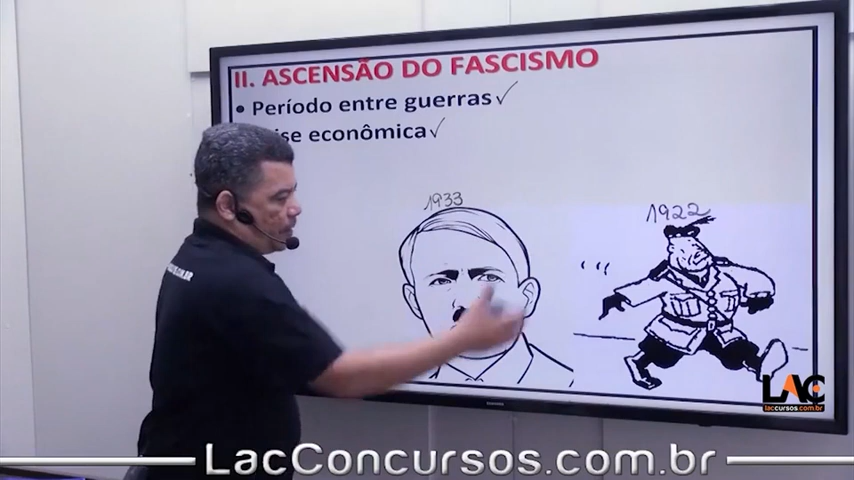 II. ASCENSÃO DO FASCISMO
• Período entre guerras✓
ise econômica✓
1933
1922
LAC
laccursos.com.br
LacConcursos.com.br